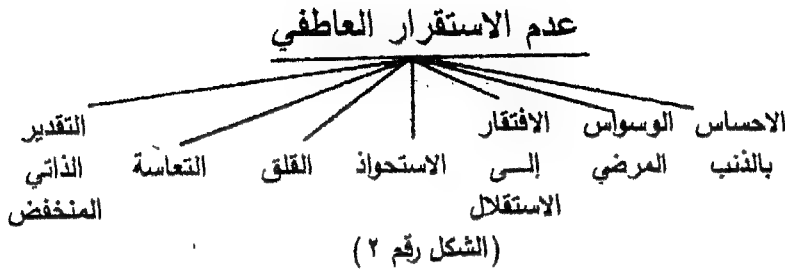 عدم الاستقرار العاطفي
الاحساس بالذنب
الوسواس المرضي
الافتقار إلى الاستقلال
الاستحواذ
القلق
التعاسة
التقدير الذاتي المنخفض
(الشكل رقم ٢)